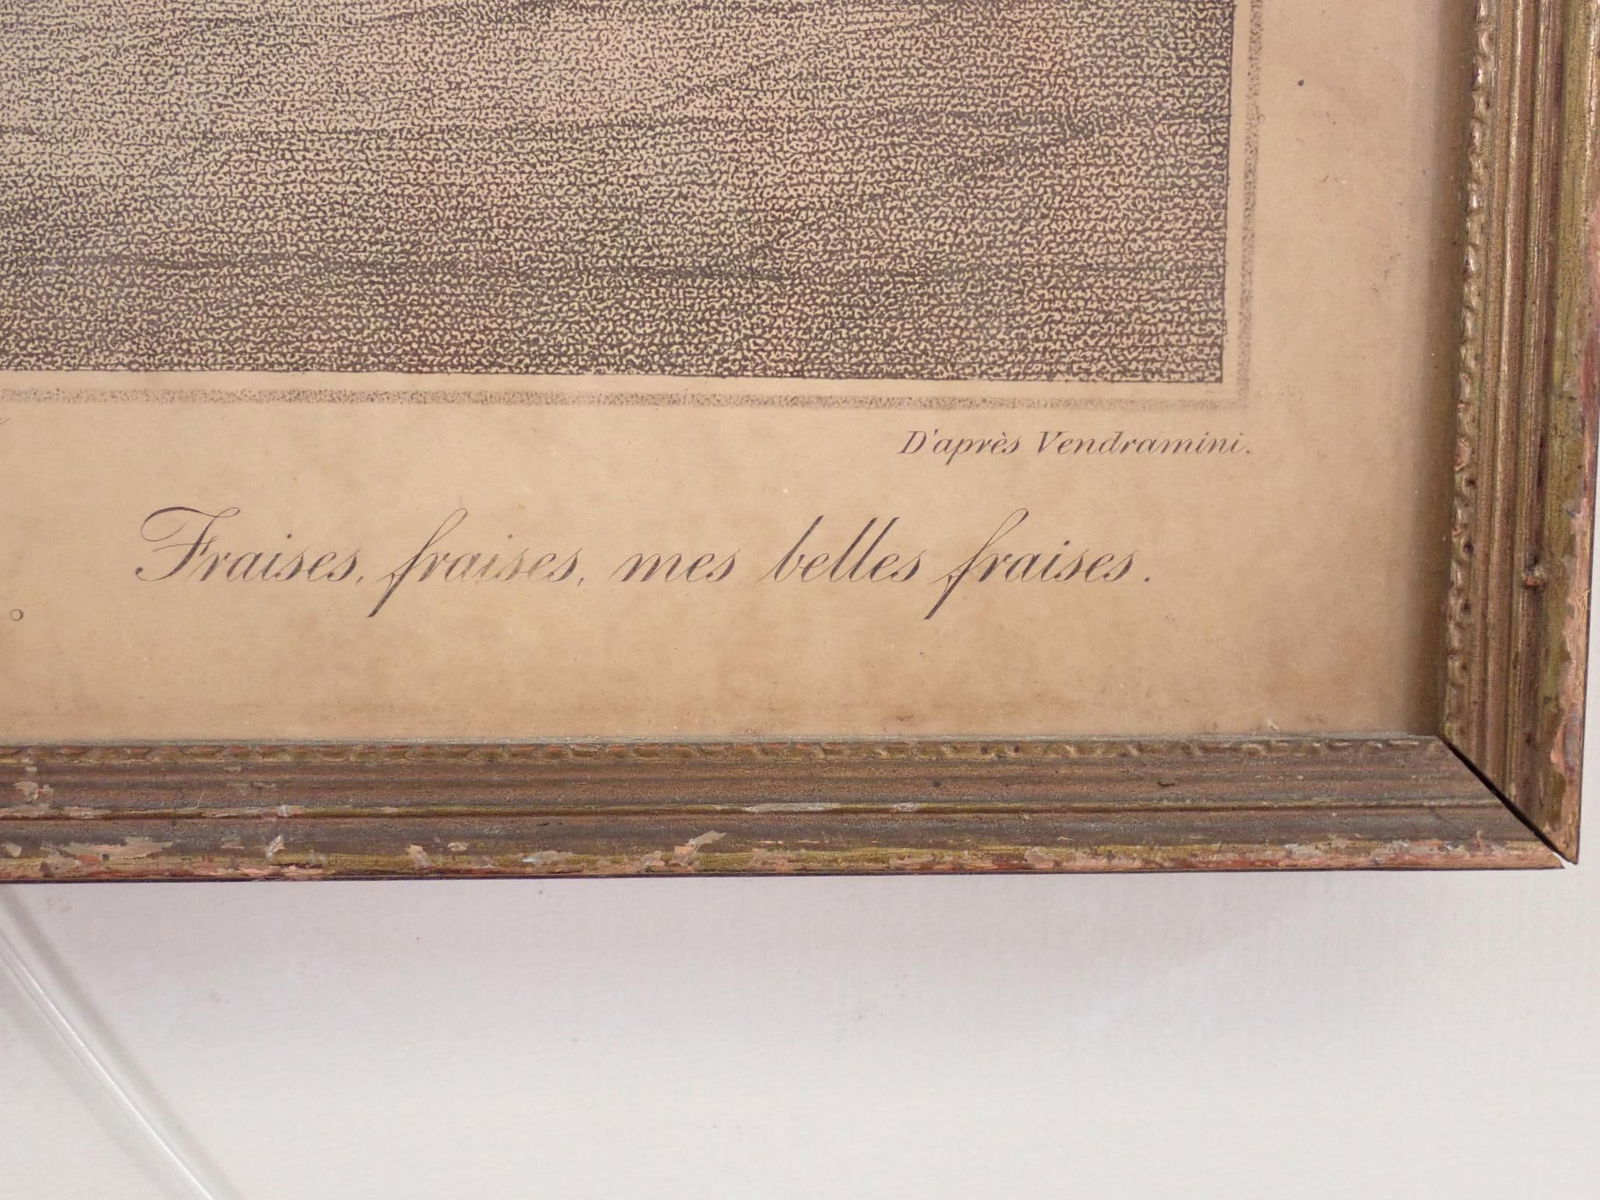 D'après Vendramini.
Fraises, fraises, mes belles fraises.